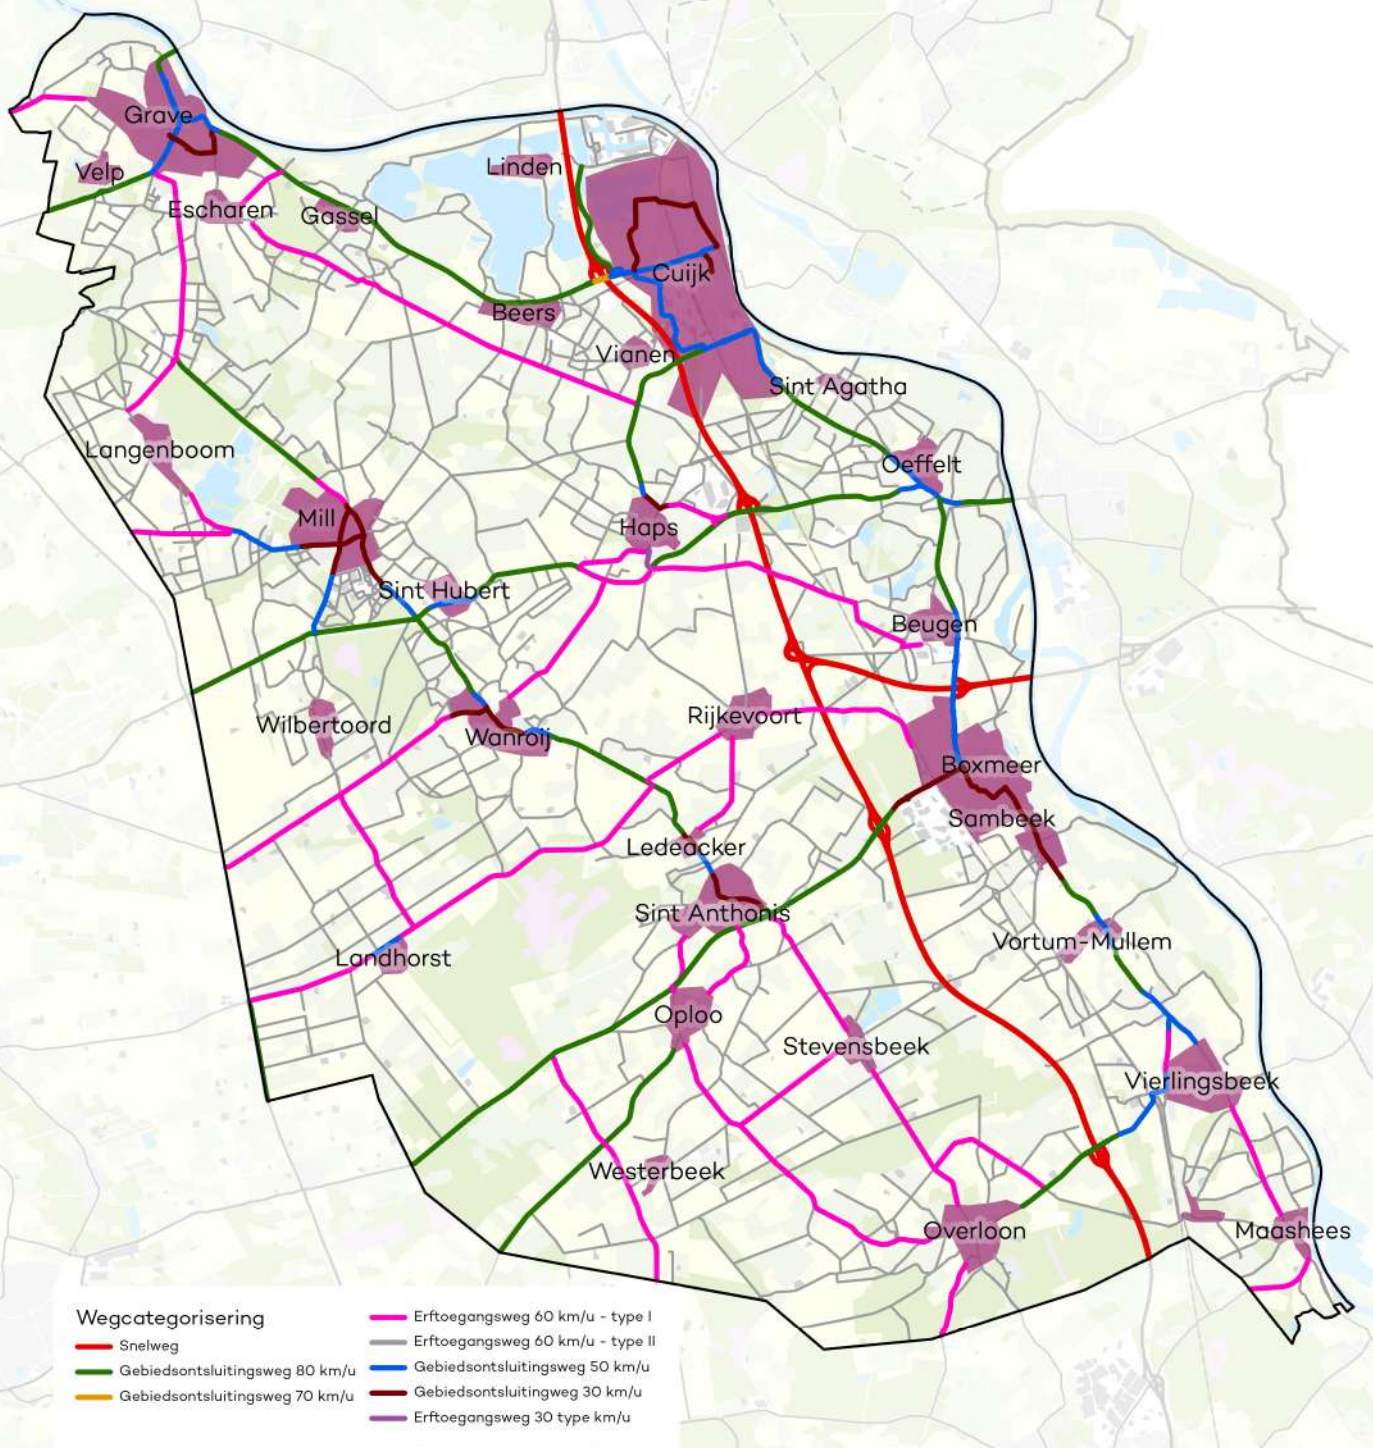 Grave
Linden
Velp
Escharen
Gassel
Cuijk
Beers
Vianen
Sint Agatha
Langenboom
Oeffelt
Mill
Haps
Sint Hubert
Beugen
Rijkevoort
Wilbertoord
Wanroij
Boxmeer
Sambeek
Ledeacker
Sint Anthonis
Vortum-Mullem
Landhorst
Oploo
Stevensbeek
Vierlingsbeek
Westerbeek
Overloon
Maashees
Wegcategorisering
Snelweg
Gebiedsontsluitingsweg 80 km/u
Gebiedsontsluitingsweg 70 km/u
Erftoegangsweg 60 km/u - type I
Erftoegangsweg 60 km/u - type II
Gebiedsontsluitingsweg 50 km/u
Gebiedsontsluitingweg 30 km/u
Erftoegangsweg 30 type km/u